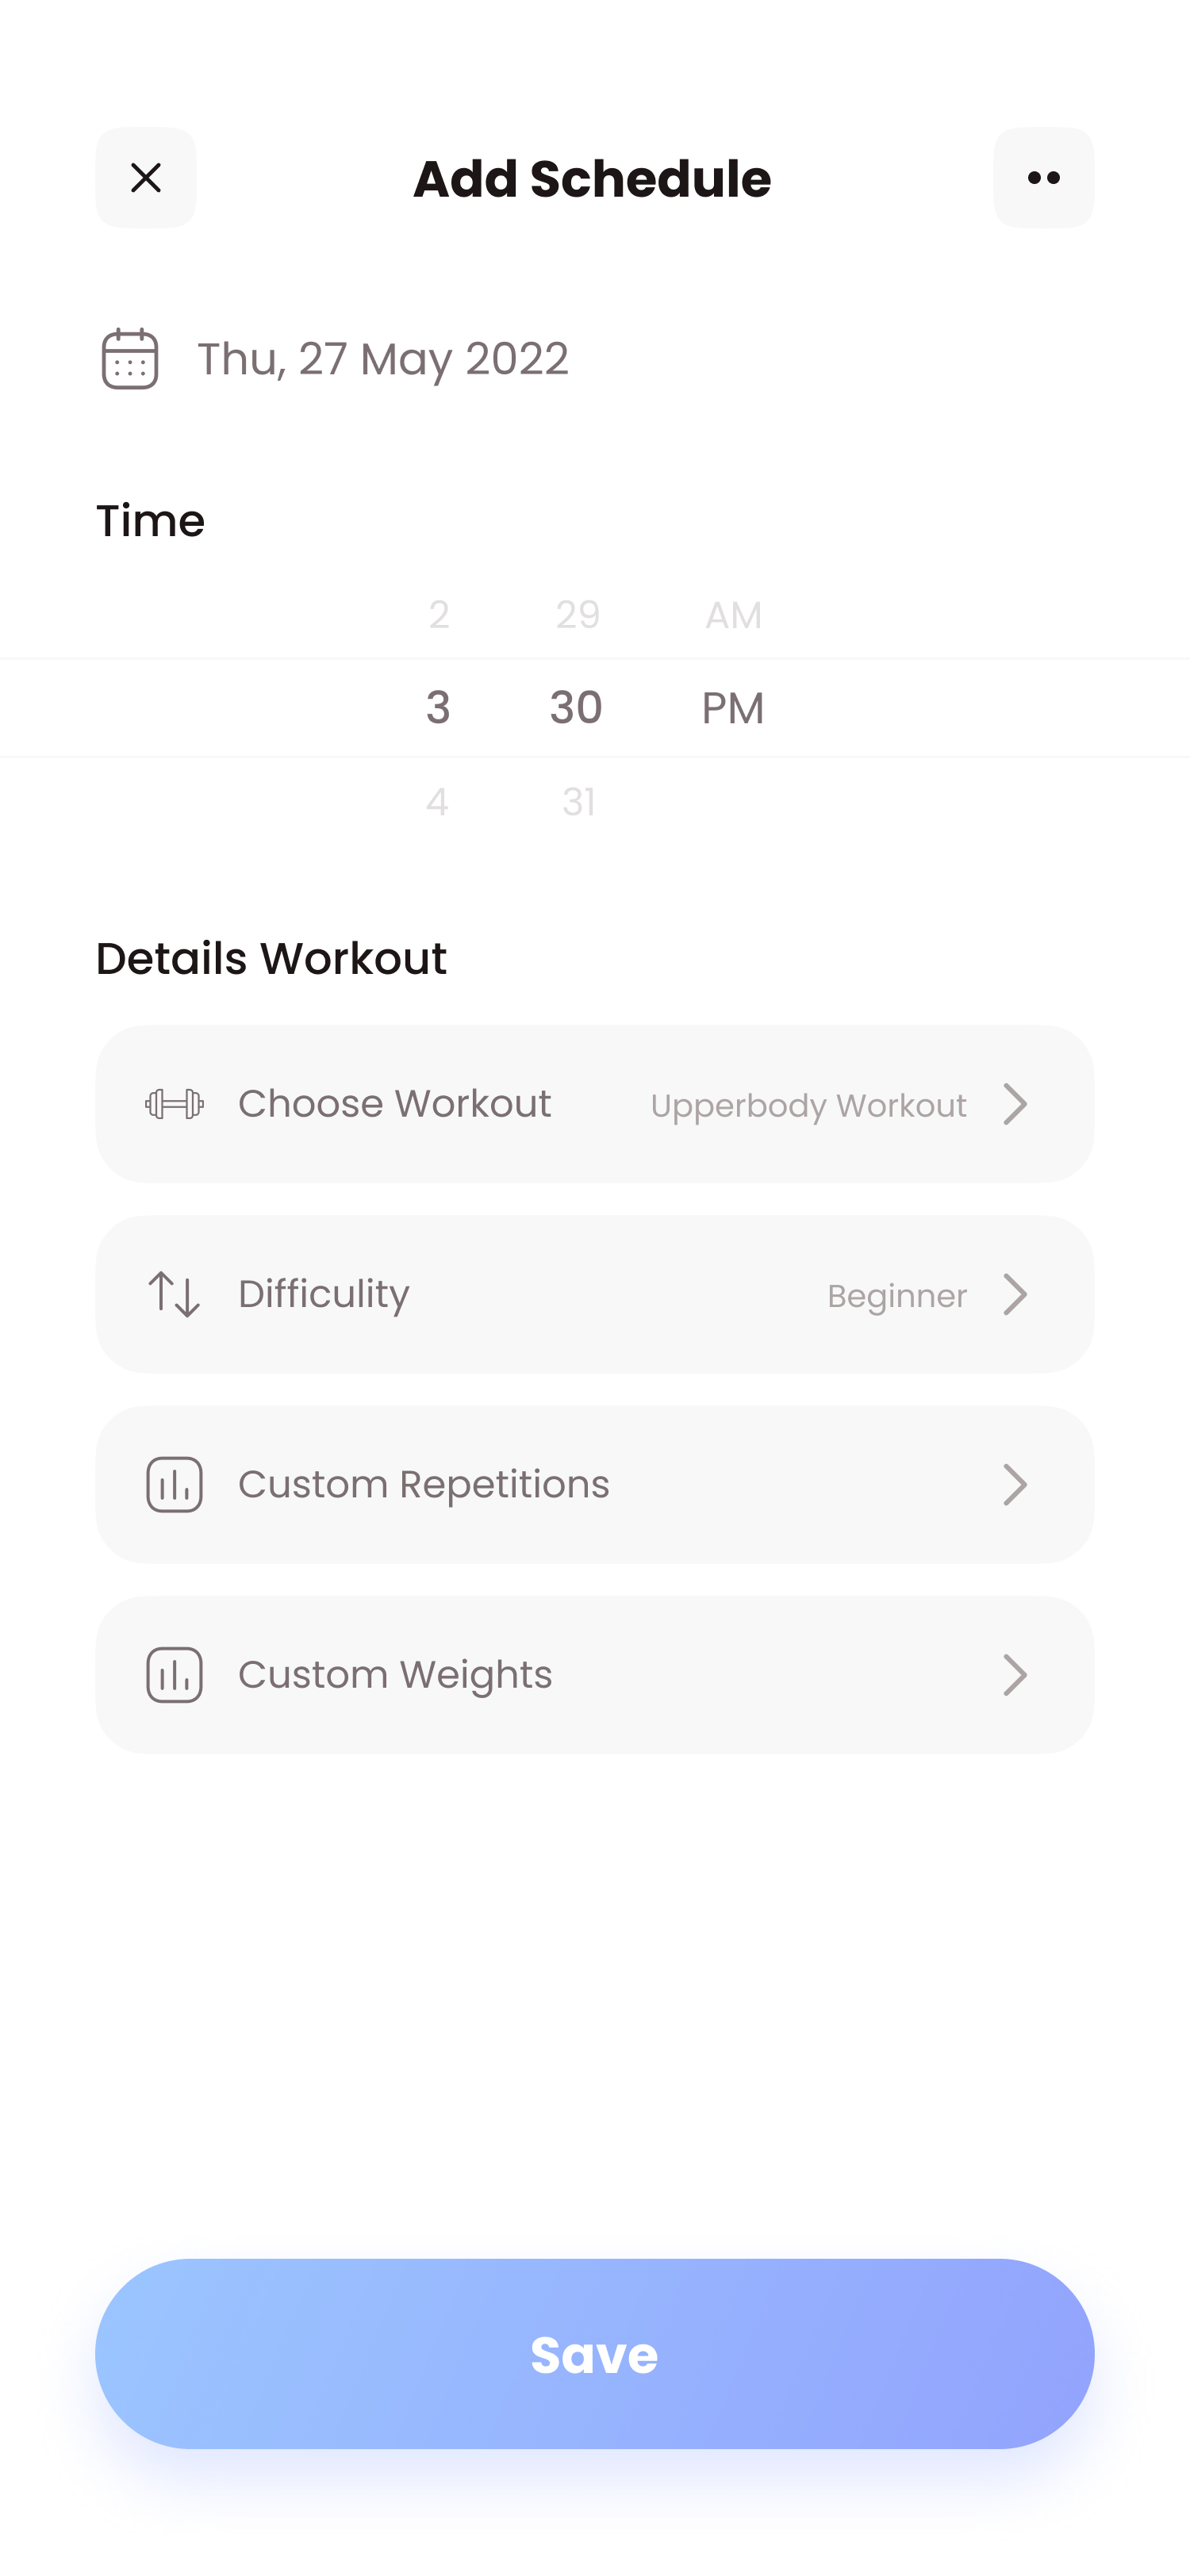 Add Schedule
Thu, 27 May 2022
Time
2 29 AM
3 30 PM
4 31
Details Workout
Choose Workout Upperbody Workout
Difficulity Beginner
Custom Repetitions
Custom Weights
Save